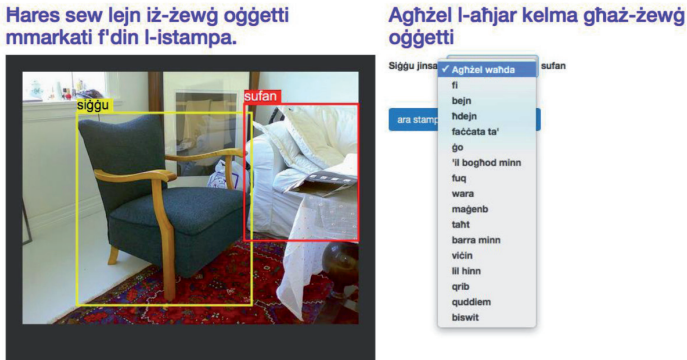 Hares sew lejn iż-żewġ oġġetti
mmarkati f'din l-istampa.
siġġu
sufan
Agħżel l-aħjar kelma għaż-żewġ
oġġetti
Siġġu jinsa
sufan
ara stamp
✓ Agħżel waħda
fi
bejn
ħdejn
faċċata ta'
ġo
'il bogħod minn
fuq
wara
maġenb
taħt
barra minn
viċin
lil hinn
qrib
quddiem
biswit